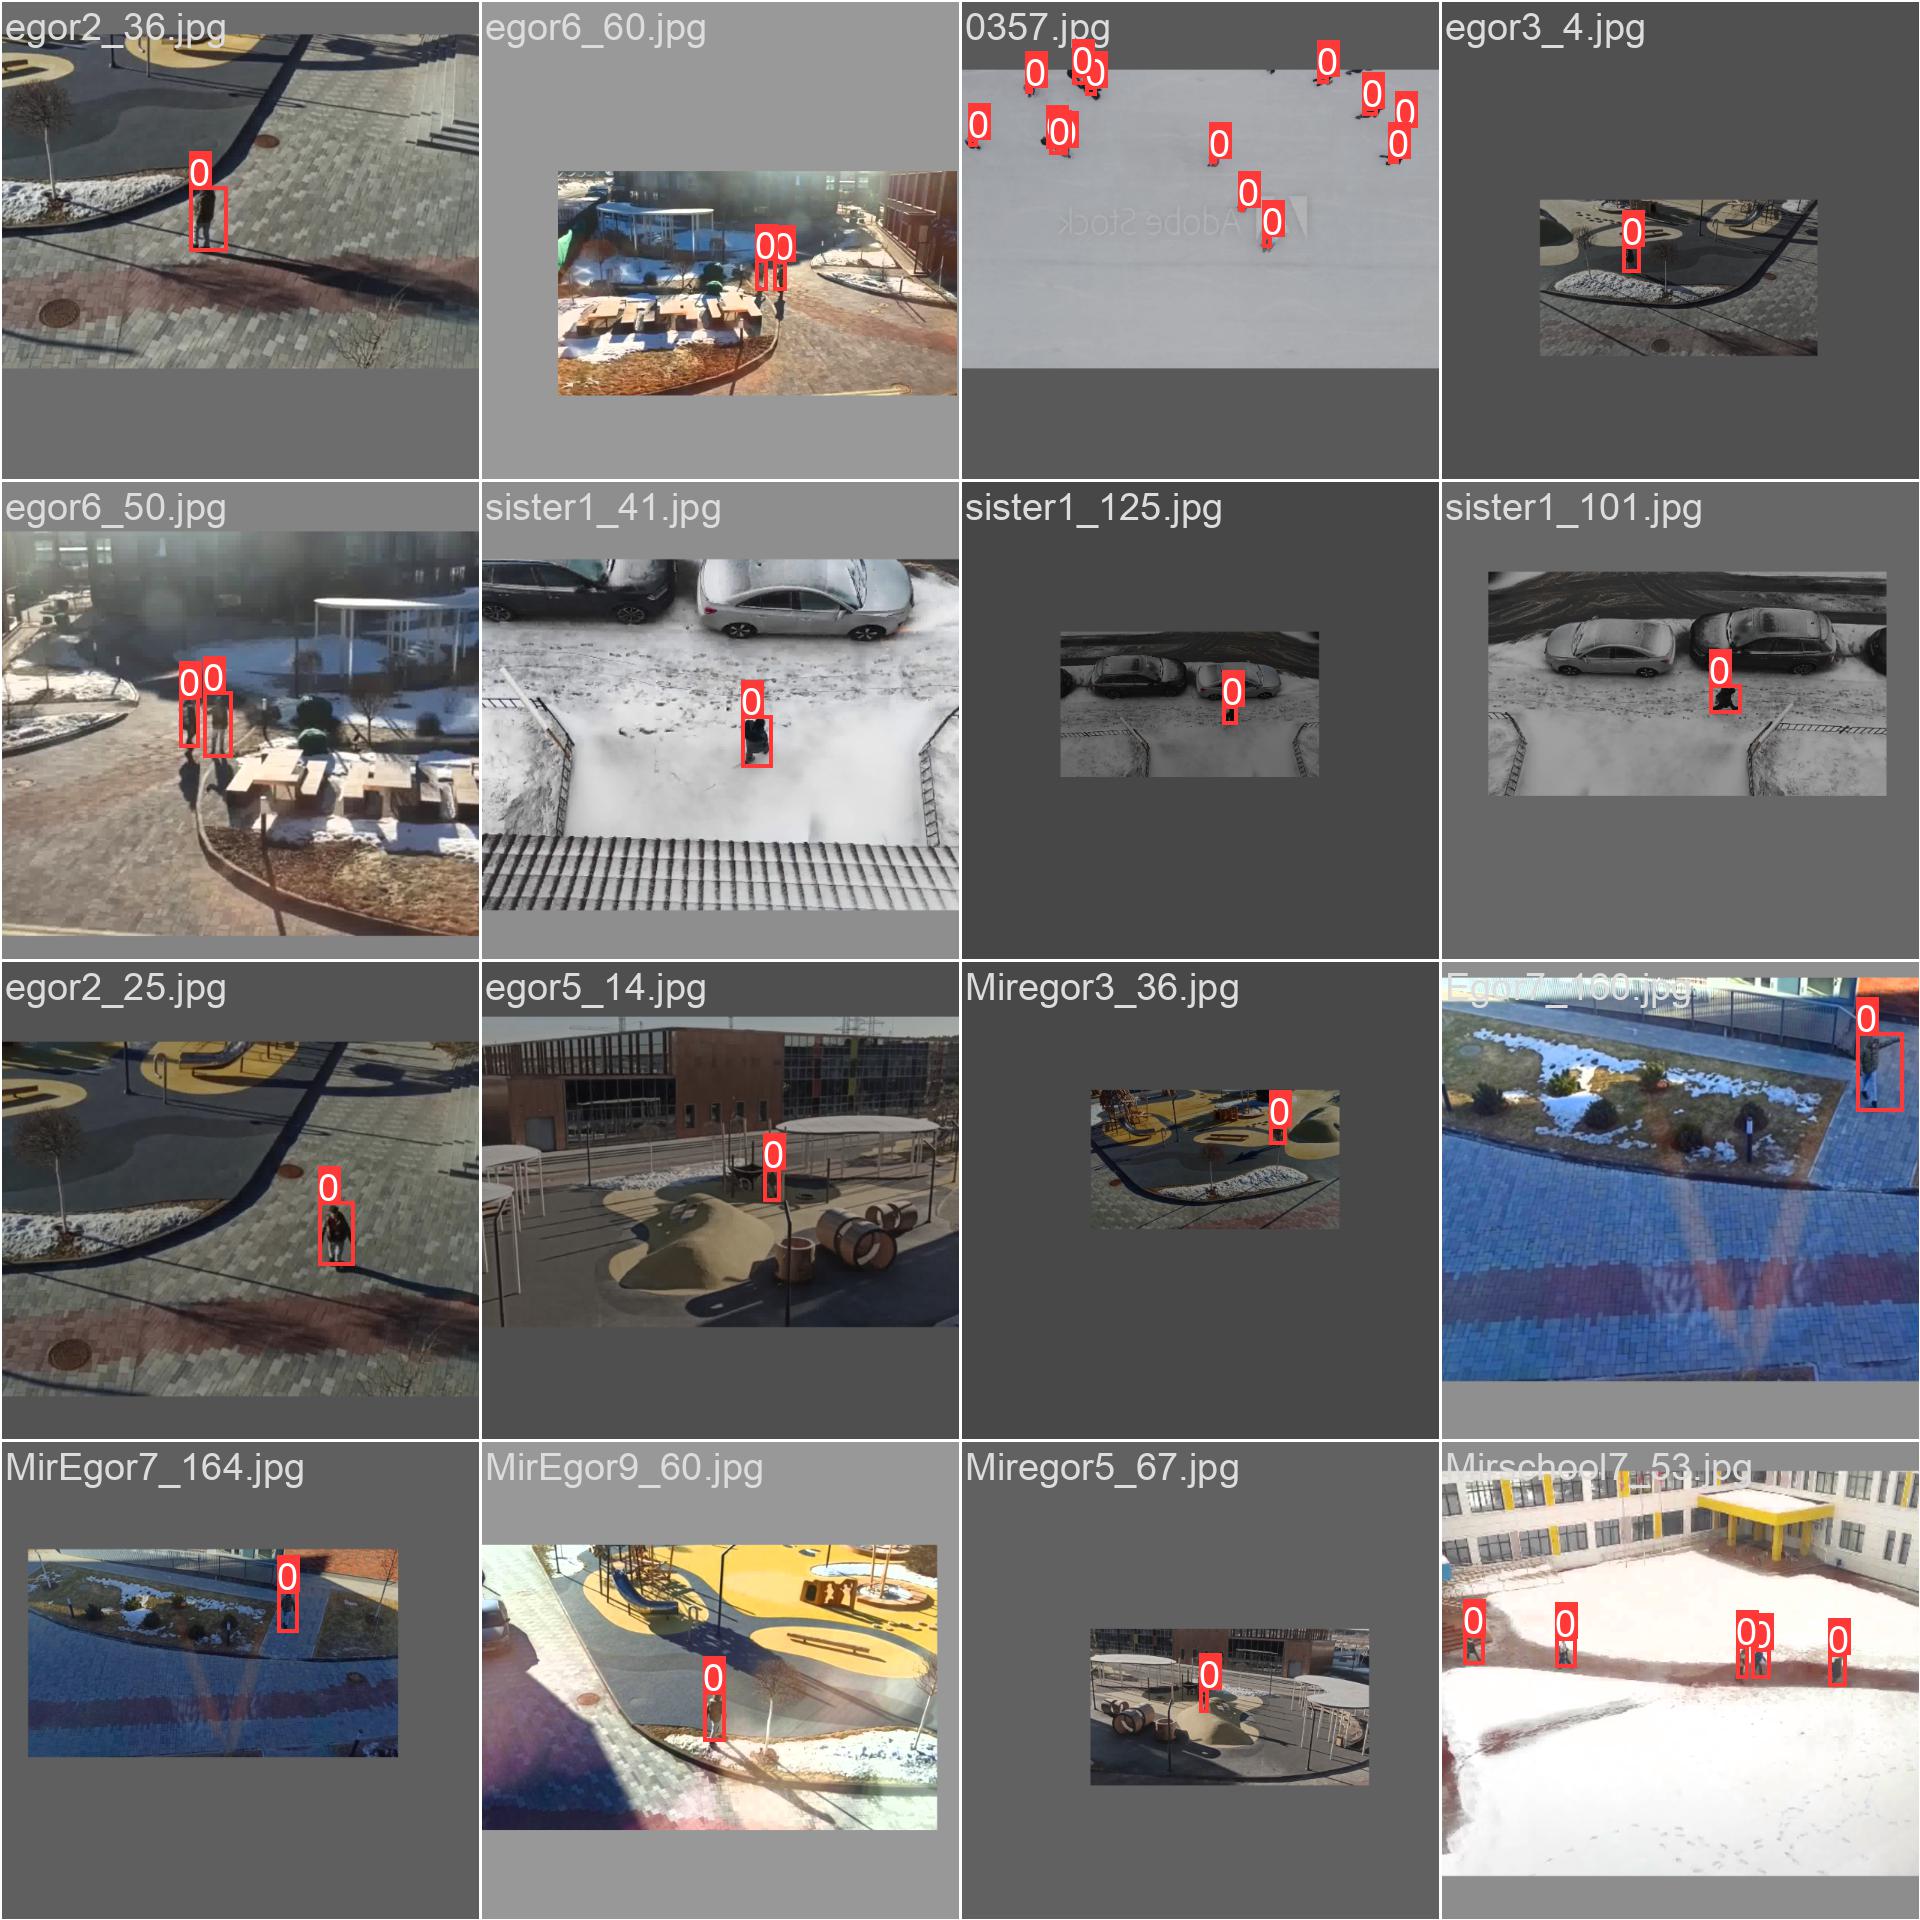 egor2_36.jpg
egor6_60.jpg
0357.jpg
egor3_4.jpg
0
0 0
0
0
0
0
0
0
0
0
0
0
0
0
0
0
Adobe Stock
egor6_50.jpg
sister1_41.jpg
sister1_125.jpg
sister1_101.jpg
0 0
0
0
0
egor2_25.jpg
egor5_14.jpg
Miregor3_36.jpg
Egor7_160.jpg
0
0
0
0
MirEgor7_164.jpg
MirEgor9_60.jpg
Miregor5_67.jpg
Mirschool7_53.jpg
0
0
0
0
0
0
0
0